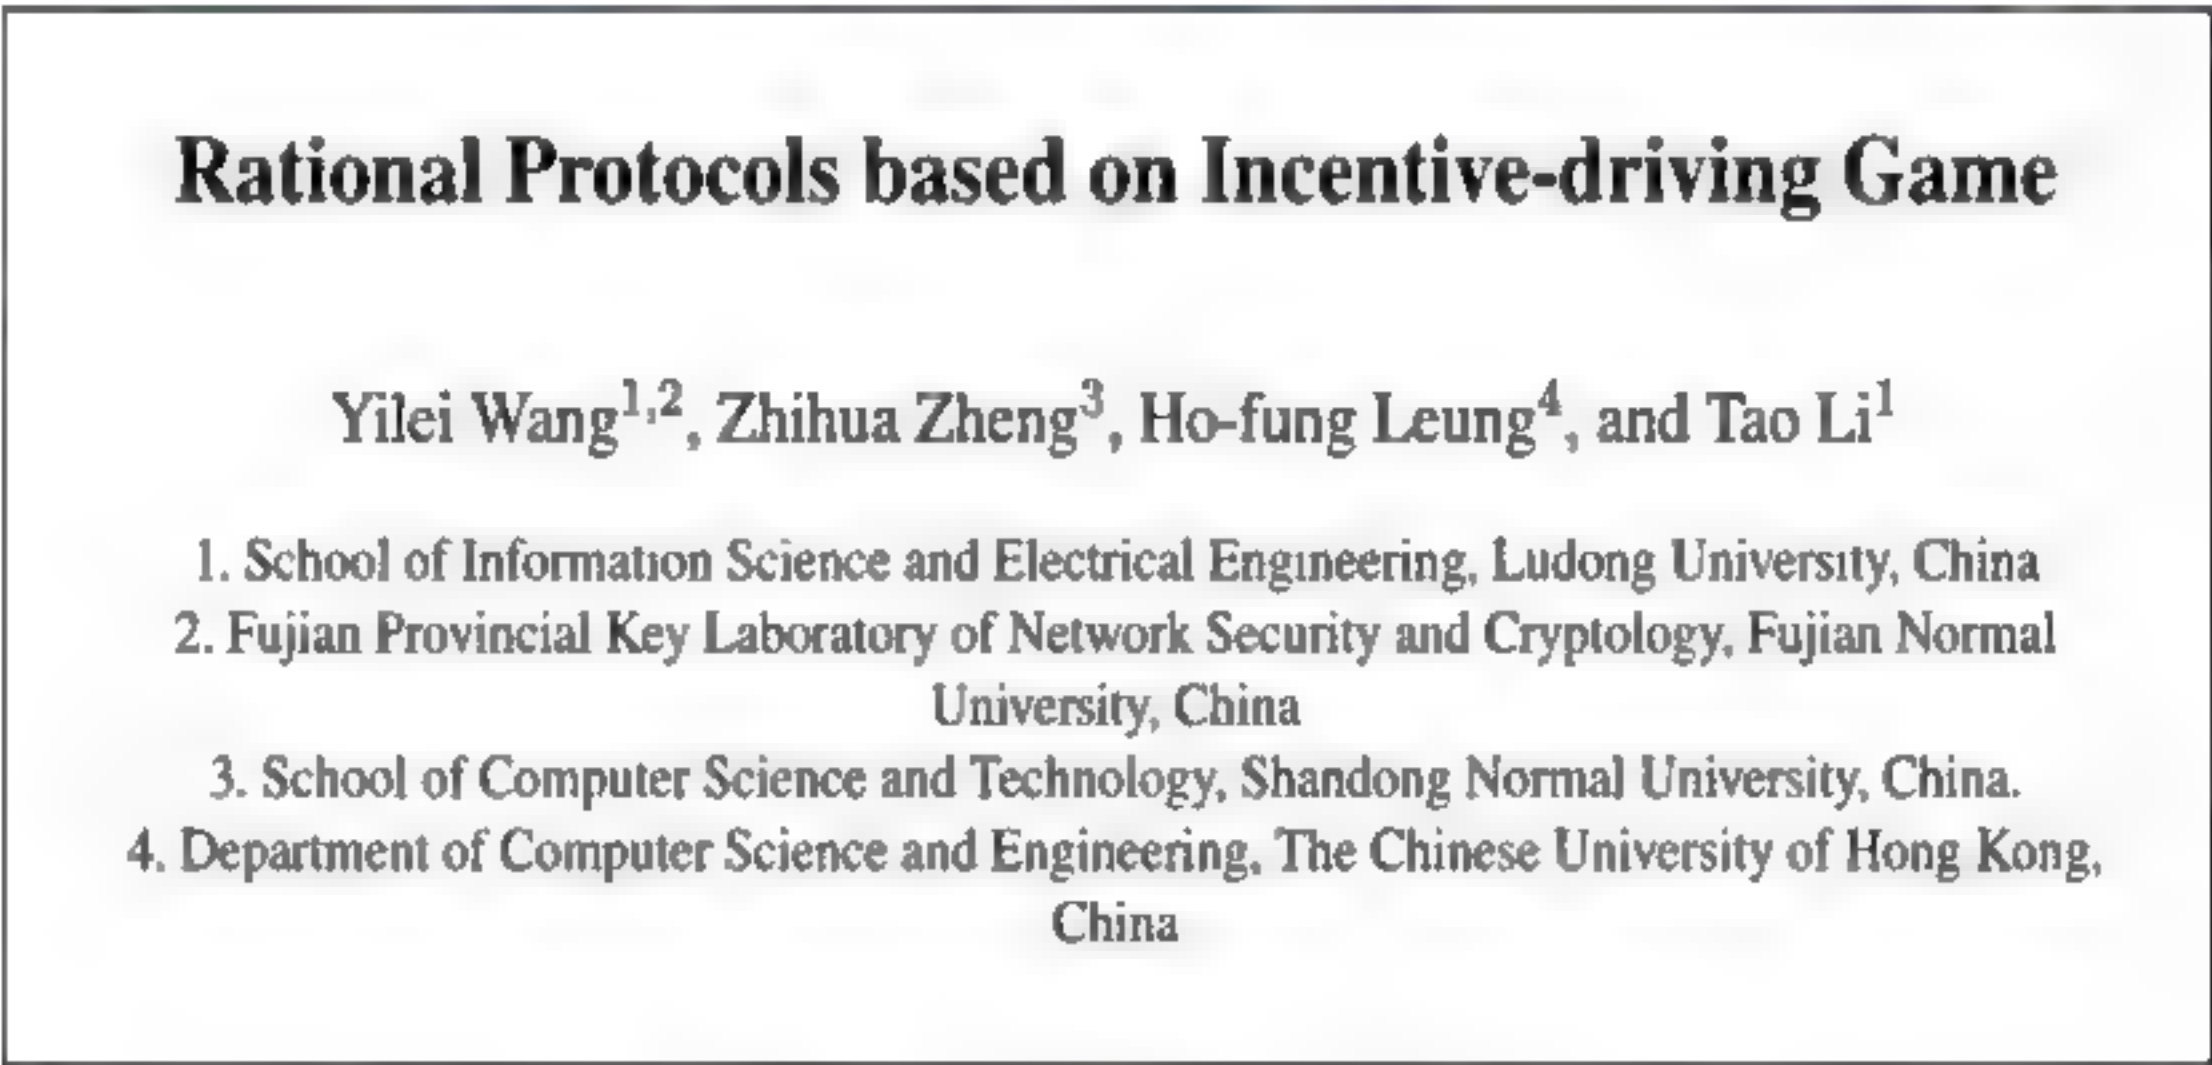 Rational Protocols based on Incentive-driving Game
Yilei Wang1,2, Zhihua Zheng3, Ho-fung Leung4, and Tao Li1
1. School of Information Science and Electrical Engineering, Ludong University, China
2. Fujian Provincial Key Laboratory of Network Security and Cryptology, Fujian Normal
University, China
3. School of Computer Science and Technology, Shandong Normal University, China.
4. Department of Computer Science and Engineering, The Chinese University of Hong Kong,
China